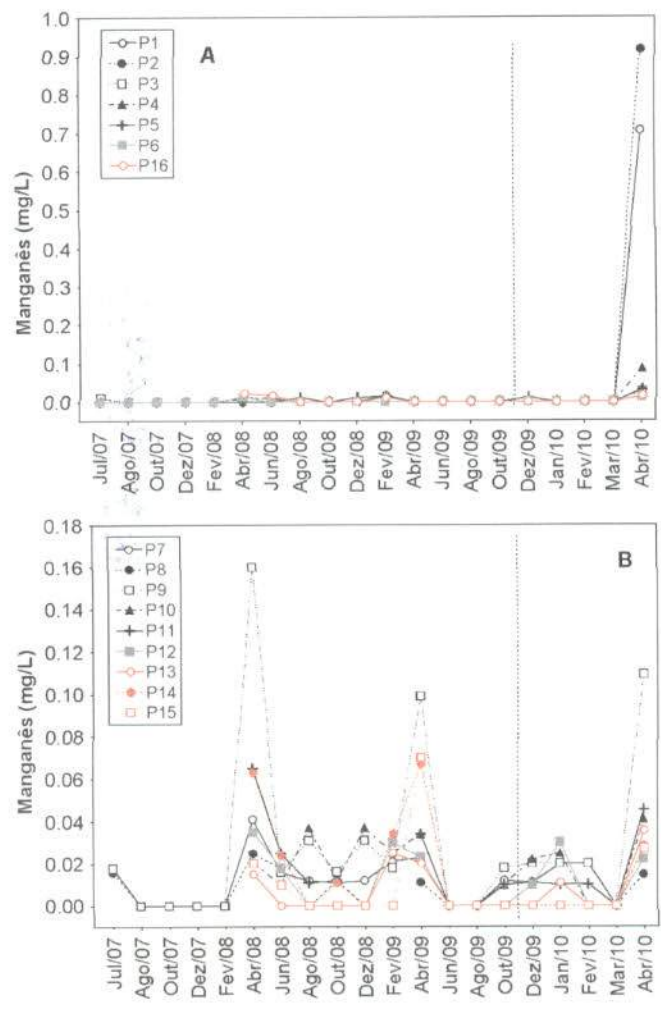 A
P1
P2
P3
P4
P5
P6
P16
Manganês (mg/L)
1.0
0.9
0.8
0.7
0.6
0.5
0.4
0.3
0.2
0.1
0.0
Jul/07
Ago/07
Out/07
Dez/07
Fev/08
Abr/08
Jun/08
Ago/08
Out/08
Dez/08
Fev/09
Abr/09
Jun/09
Ago/09
Out/09
Dez/09
Jan/10
Fev/10
Mar/10
Abr/10
B
P7
P8
P9
P10
P11
P12
P13
P14
P15
Manganês (mg/L)
0.18
0.16
0.14
0.12
0.10
0.08
0.06
0.04
0.02
0.00
Jul/07
Ago/07
Out/07
Dez/07
Fev/08
Abr/08
Jun/08
Ago/08
Out/08
Dez/08
Fev/09
Abr/09
Jun/09
Ago/09
Out/09
Dez/09
Jan/10
Fev/10
Mar/10
Abr/10